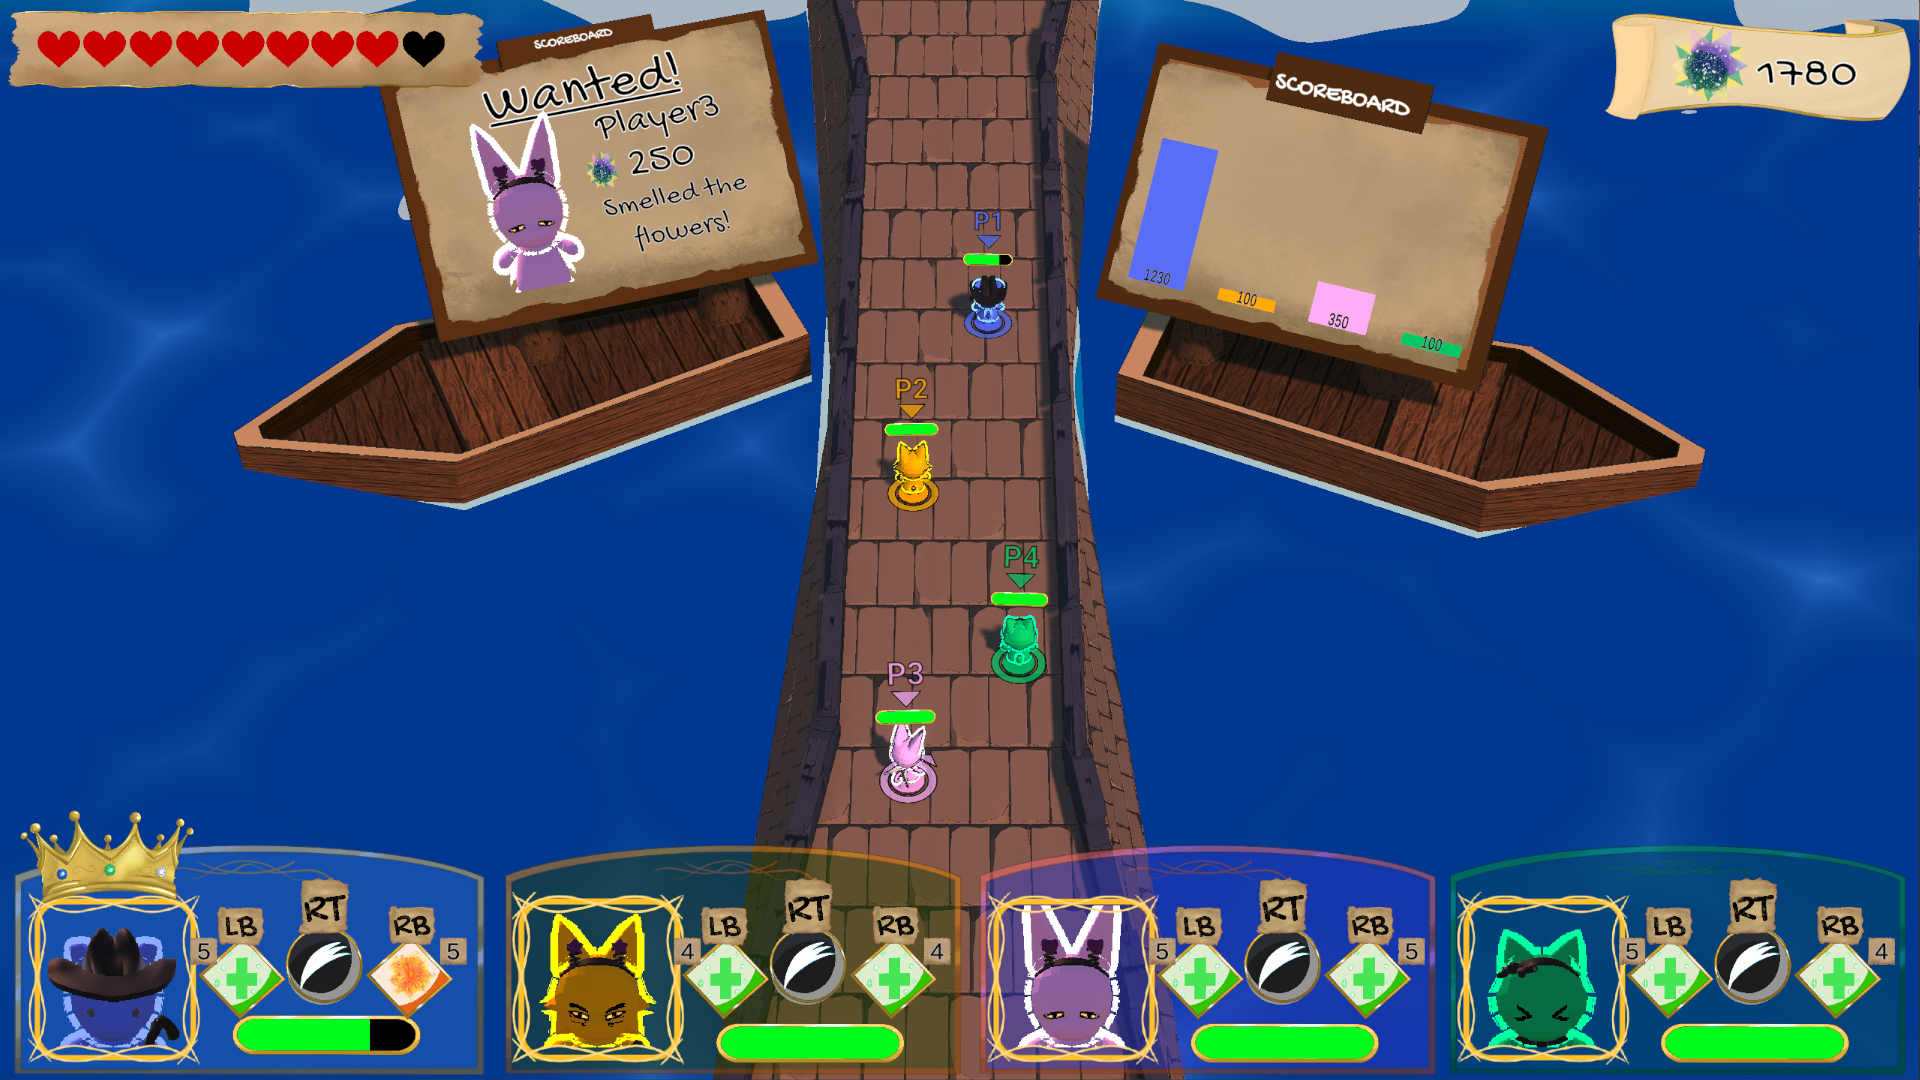 SCOREBOARD
Wanted!
Player3
250
Smelled the
flowers!
SCOREBOARD
1230
100
350
100
1780
P1
P2
P4
P3
LB
RT
RB
5
5
LB
RT
RB
4
4
LB
RT
RB
5
5
LB
RT
RB
5
4